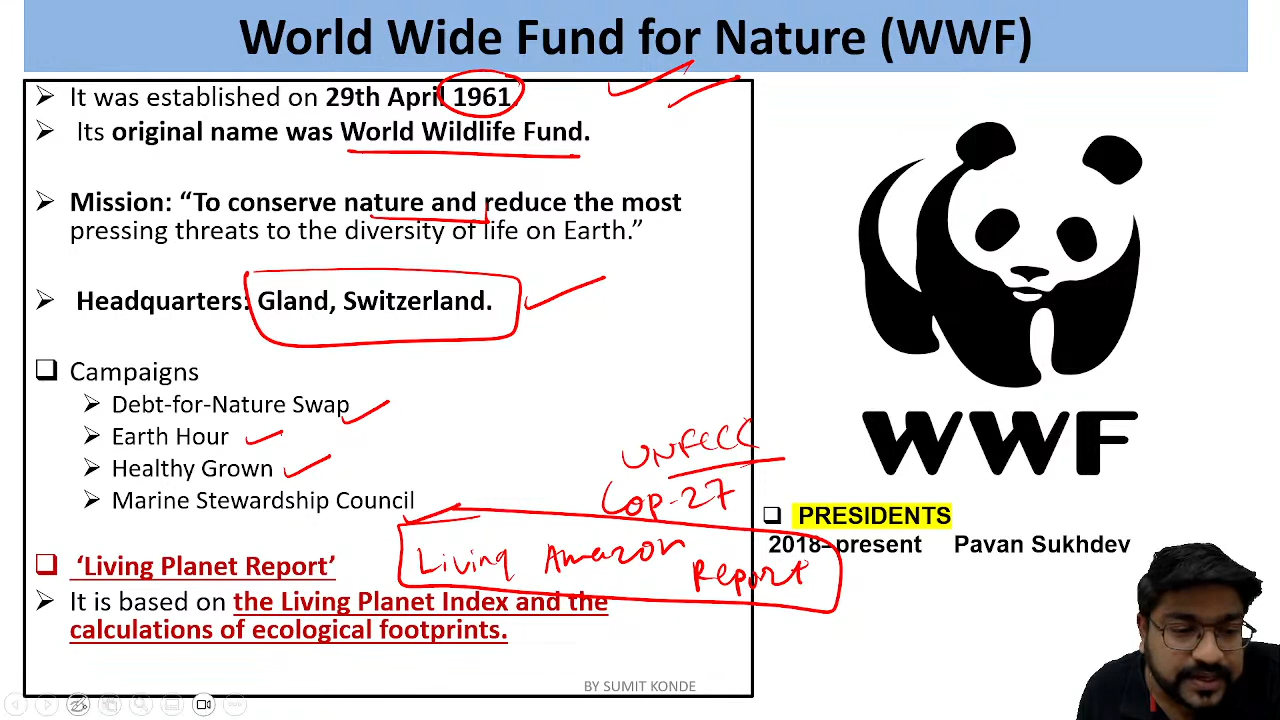 World Wide Fund for Nature (WWF)
➢ It was established on 29th April 1961.
➢ Its original name was World Wildlife Fund.
➢ Mission: “To conserve nature and reduce the most
pressing threats to the diversity of life on Earth.”
➢ Headquarters: Gland, Switzerland.
❑ Campaigns
➢ Debt-for-Nature Swap
➢ Earth Hour
➢ Healthy Grown
➢ Marine Stewardship Council
UNFCCC
Cop-27
Living Amazon Report
❑ ‘Living Planet Report’
➢ It is based on the Living Planet Index and the
calculations of ecological footprints.
WWF
❑ PRESIDENTS
2018–present Pavan Sukhdev
BY SUMIT KONDE